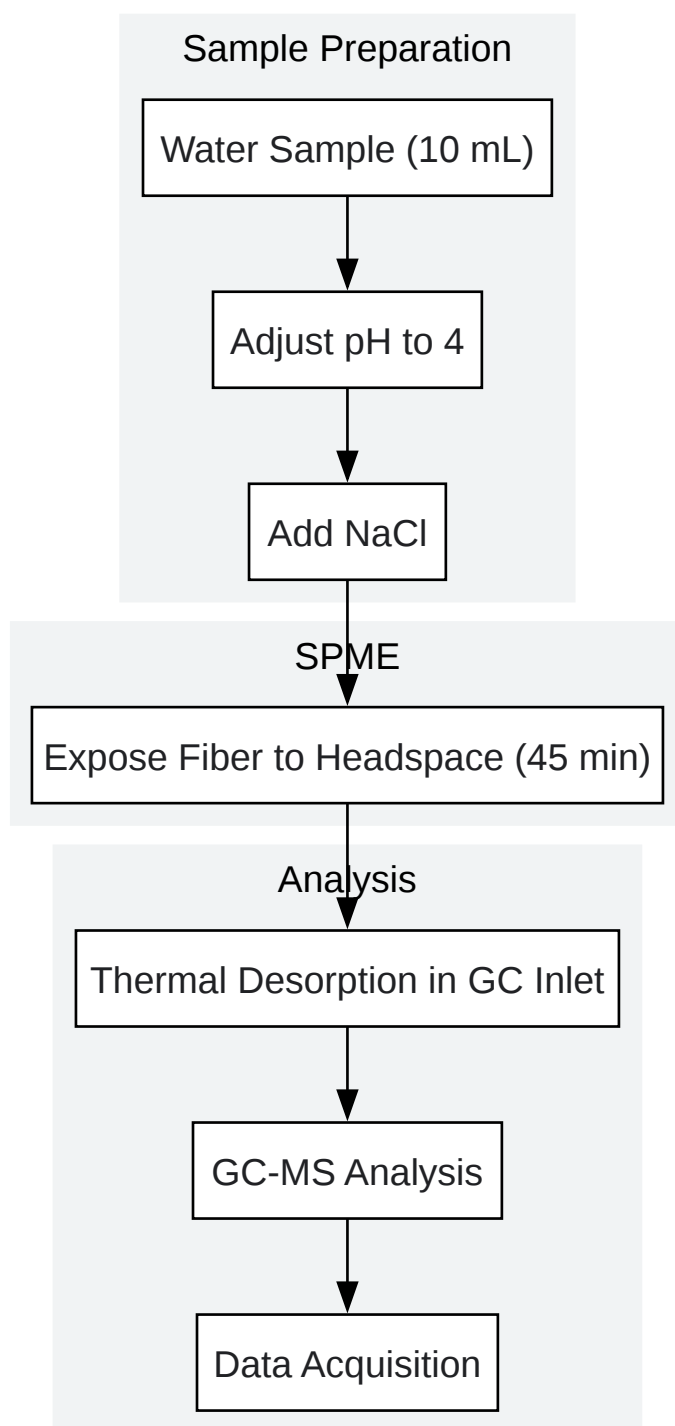 Sample Preparation
Water Sample (10 mL)
Adjust pH to 4
Add NaCl
SPME
Expose Fiber to Headspace (45 min)
Analysis
Thermal Desorption in GC Inlet
GC-MS Analysis
Data Acquisition